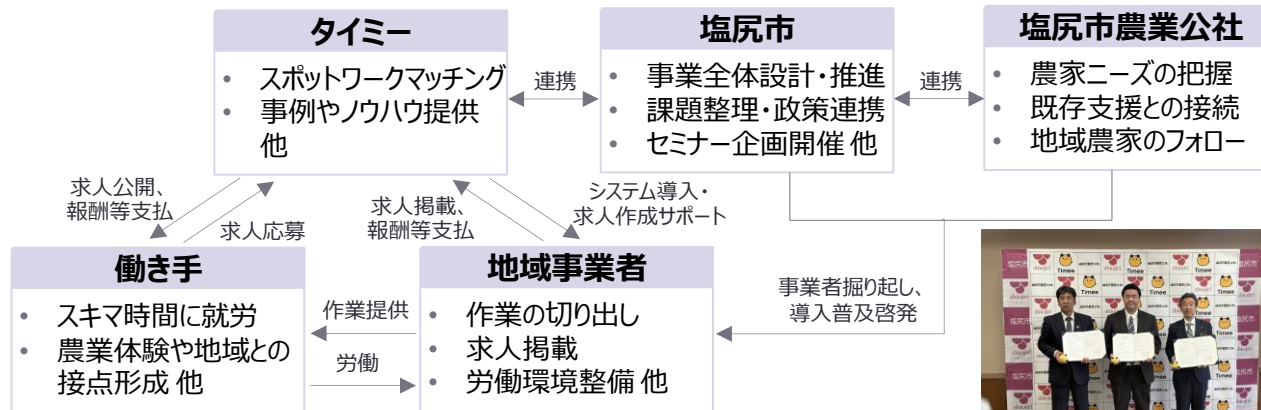 タイミー
・ スポットワークマッチング
・ 事例やノウハウ提供
他
連携
塩尻市
・ 事業全体設計・推進
・ 課題整理・政策連携
・ セミナー企画開催 他
連携
塩尻市農業公社
・ 農家ニーズの把握
・ 既存支援との接続
・ 地域農家のフォロー
求人公開、
報酬等支払
求人応募
求人掲載、
報酬等支払
システム導入・
求人作成サポート
働き手
・ スキマ時間に就労
・ 農業体験や地域との
接点形成 他
作業提供
労働
地域事業者
・ 作業の切り出し
・ 求人掲載
・ 労働環境整備 他
事業者掘り起し、
導入普及啓発
塩尻市
Timee